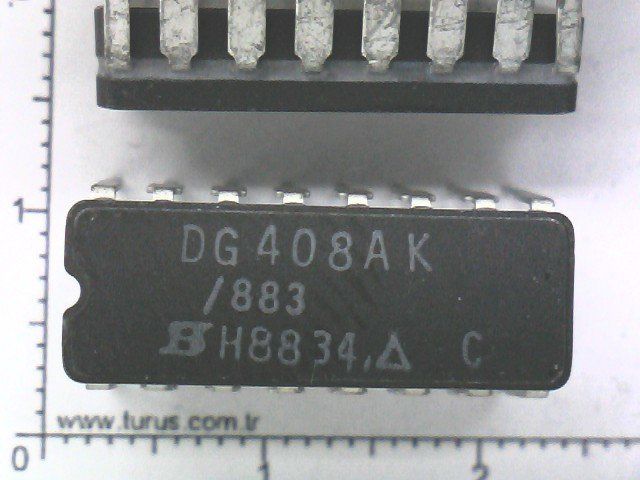 DG408AK
/883
H8834 Δ C
1
www.turus.com.tr
0 1 2